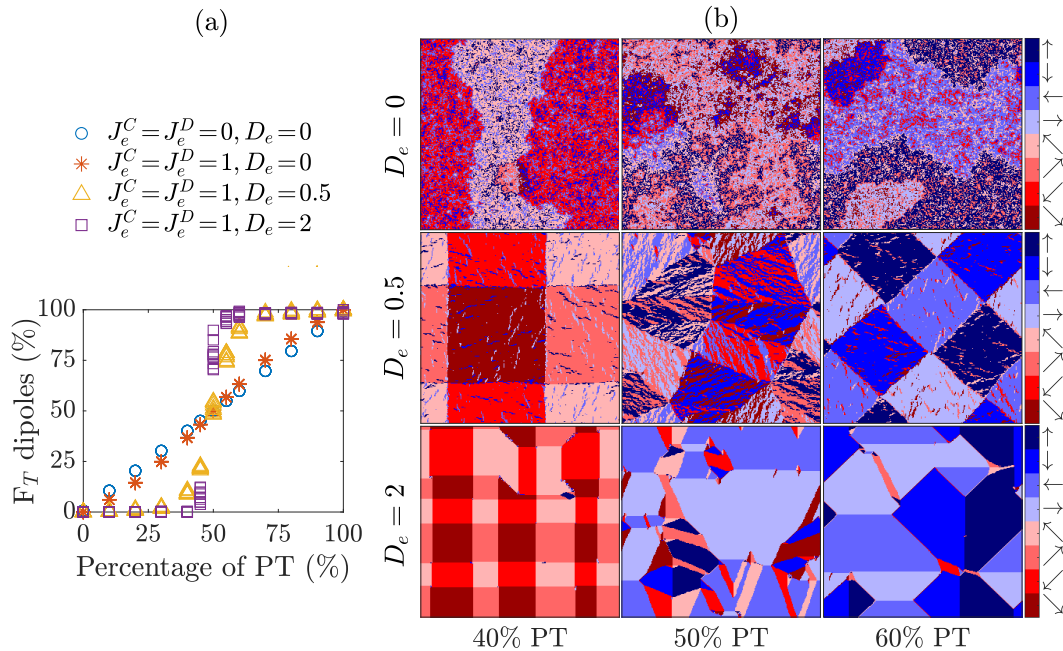 (a)
(b)
J_e^C=J_e^D=0, D_e=0
J_e^C=J_e^D=1, D_e=0
J_e^C=J_e^D=1, D_e=0.5
J_e^C=J_e^D=1, D_e=2
F_T dipoles (%)
100
75
50
25
0
0 25 50 75 100
Percentage of PT (%)
D_e = 0
D_e = 0.5
D_e = 2
40% PT
50% PT
60% PT
↑
↓
←
→
↖
↗
↙
↘
↑
↓
←
→
↖
↗
↙
↘
↑
↓
←
→
↖
↗
↙
↘